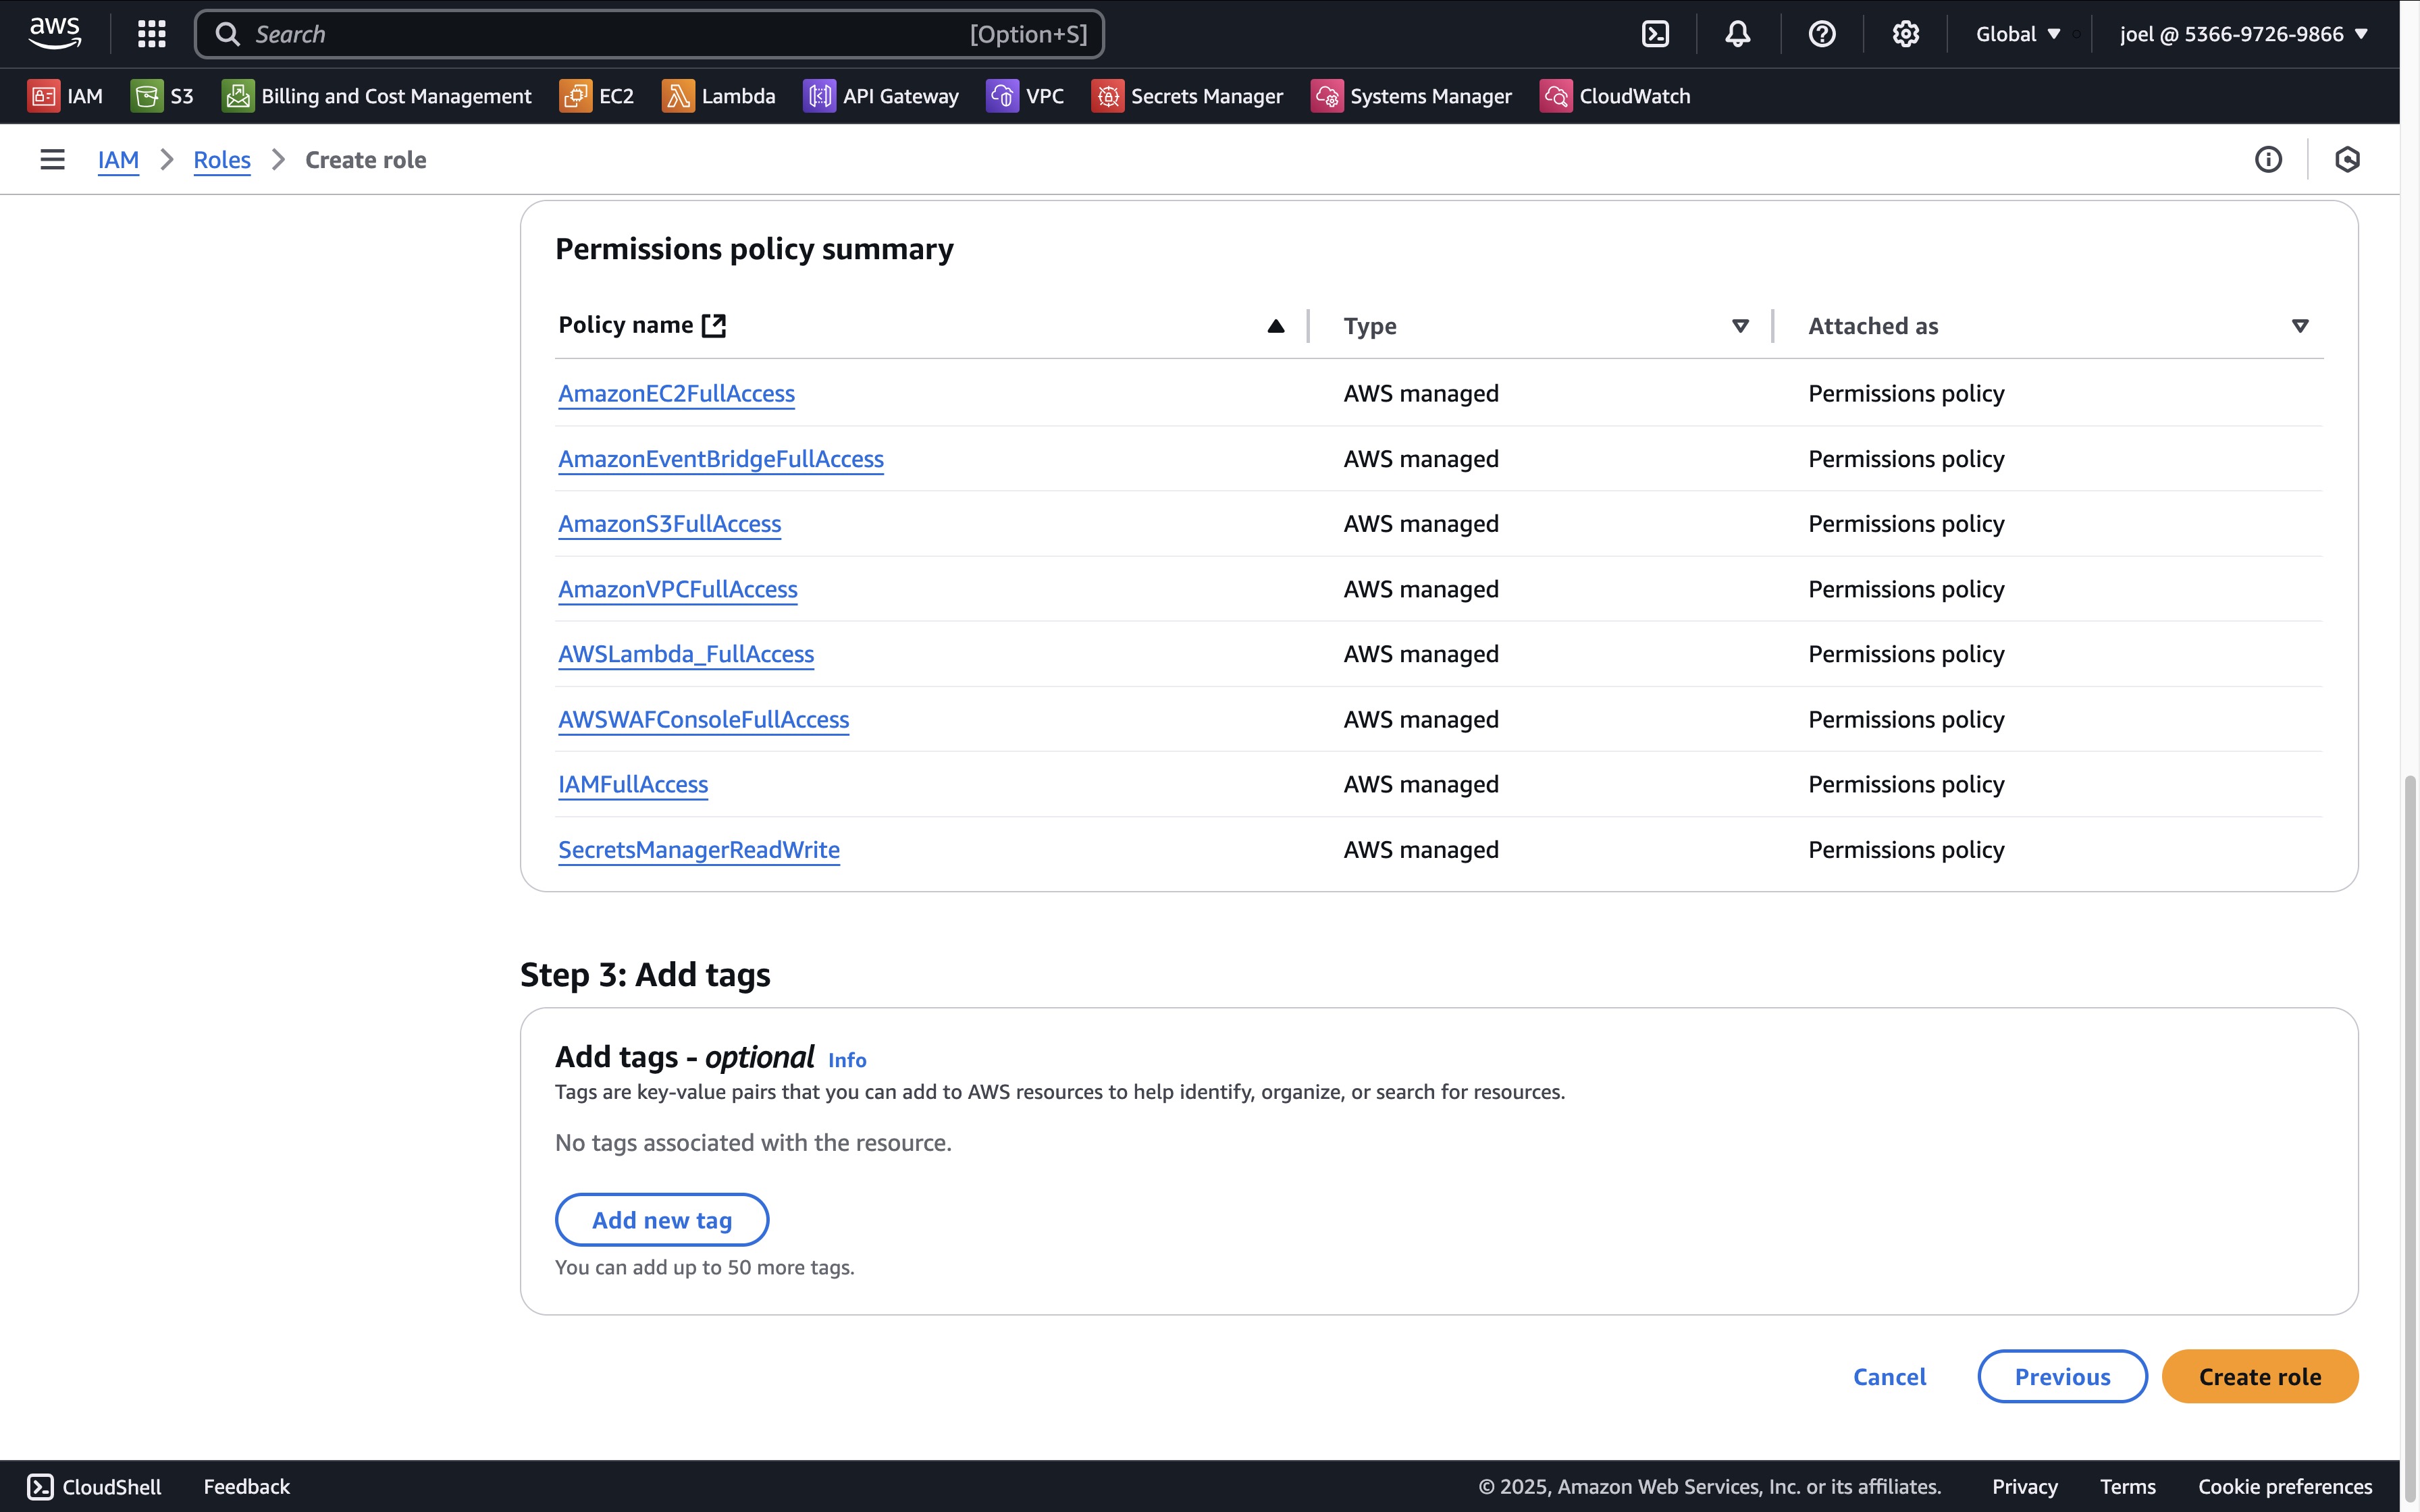 aws
Search [Option+S]
Global
joel @ 5366-9726-9866
IAM S3 Billing and Cost Management EC2 Lambda API Gateway VPC Secrets Manager Systems Manager CloudWatch
IAM Roles Create role
Permissions policy summary
Policy name Type Attached as
AmazonEC2FullAccess AWS managed Permissions policy
AmazonEventBridgeFullAccess AWS managed Permissions policy
AmazonS3FullAccess AWS managed Permissions policy
AmazonVPCFullAccess AWS managed Permissions policy
AWSLambda_FullAccess AWS managed Permissions policy
AWSWAFConsoleFullAccess AWS managed Permissions policy
IAMFullAccess AWS managed Permissions policy
SecretsManagerReadWrite AWS managed Permissions policy
Step 3: Add tags
Add tags - optional Info
Tags are key-value pairs that you can add to AWS resources to help identify, organize, or search for resources.
No tags associated with the resource.
Add new tag
You can add up to 50 more tags.
Cancel Previous Create role
CloudShell Feedback © 2025, Amazon Web Services, Inc. or its affiliates. Privacy Terms Cookie preferences